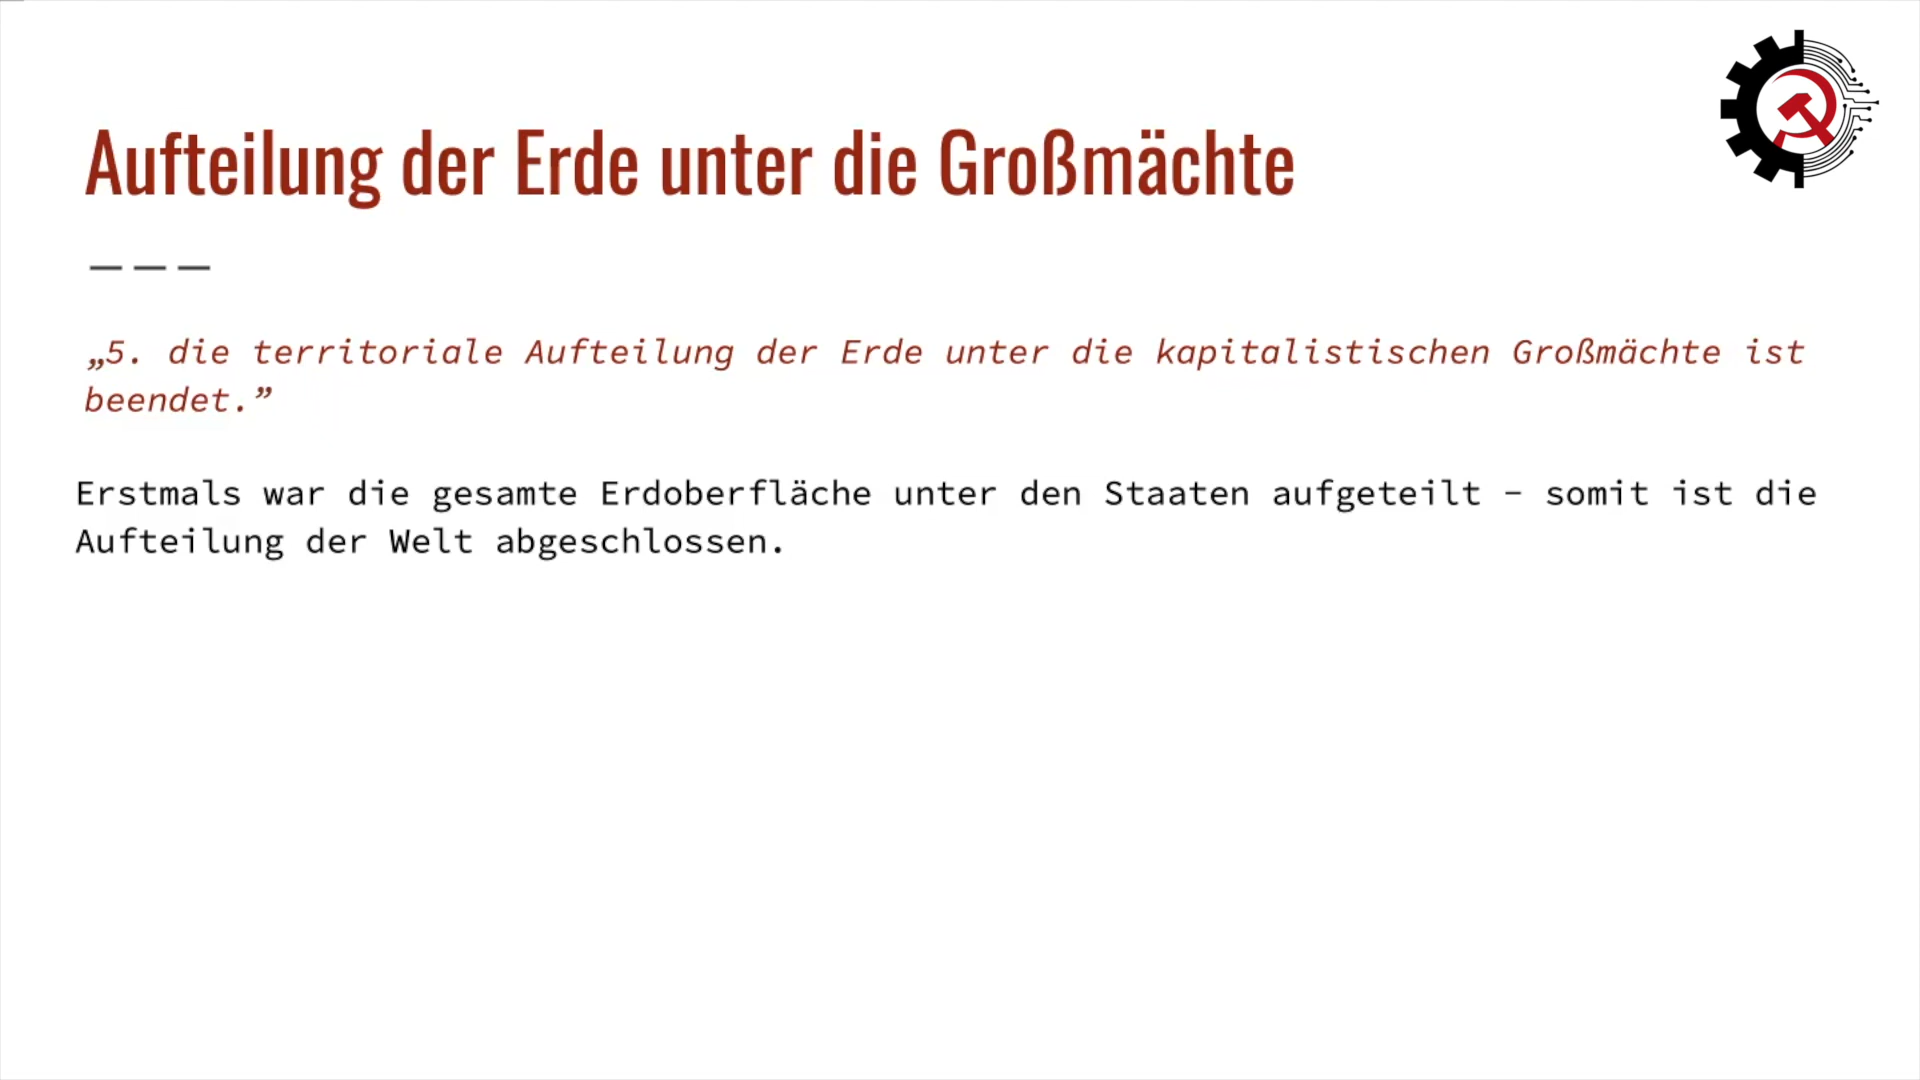 Aufteilung der Erde unter die Großmächte
„5. die territoriale Aufteilung der Erde unter die kapitalistischen Großmächte ist
beendet.”
Erstmals war die gesamte Erdoberfläche unter den Staaten aufgeteilt – somit ist die
Aufteilung der Welt abgeschlossen.